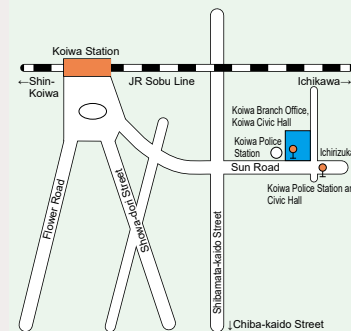 Koiwa Station
←Shin-
Koiwa
JR Sobu Line
Ichikawa→
Koiwa Branch Office,
Koiwa Civic Hall
Koiwa Police
Station
Ichirizuka
Sun Road
Koiwa Police Station an
Civic Hall
Flower Road
Showa-dori Street
Shibamata-kaido Street
↓Chiba-kaido Street